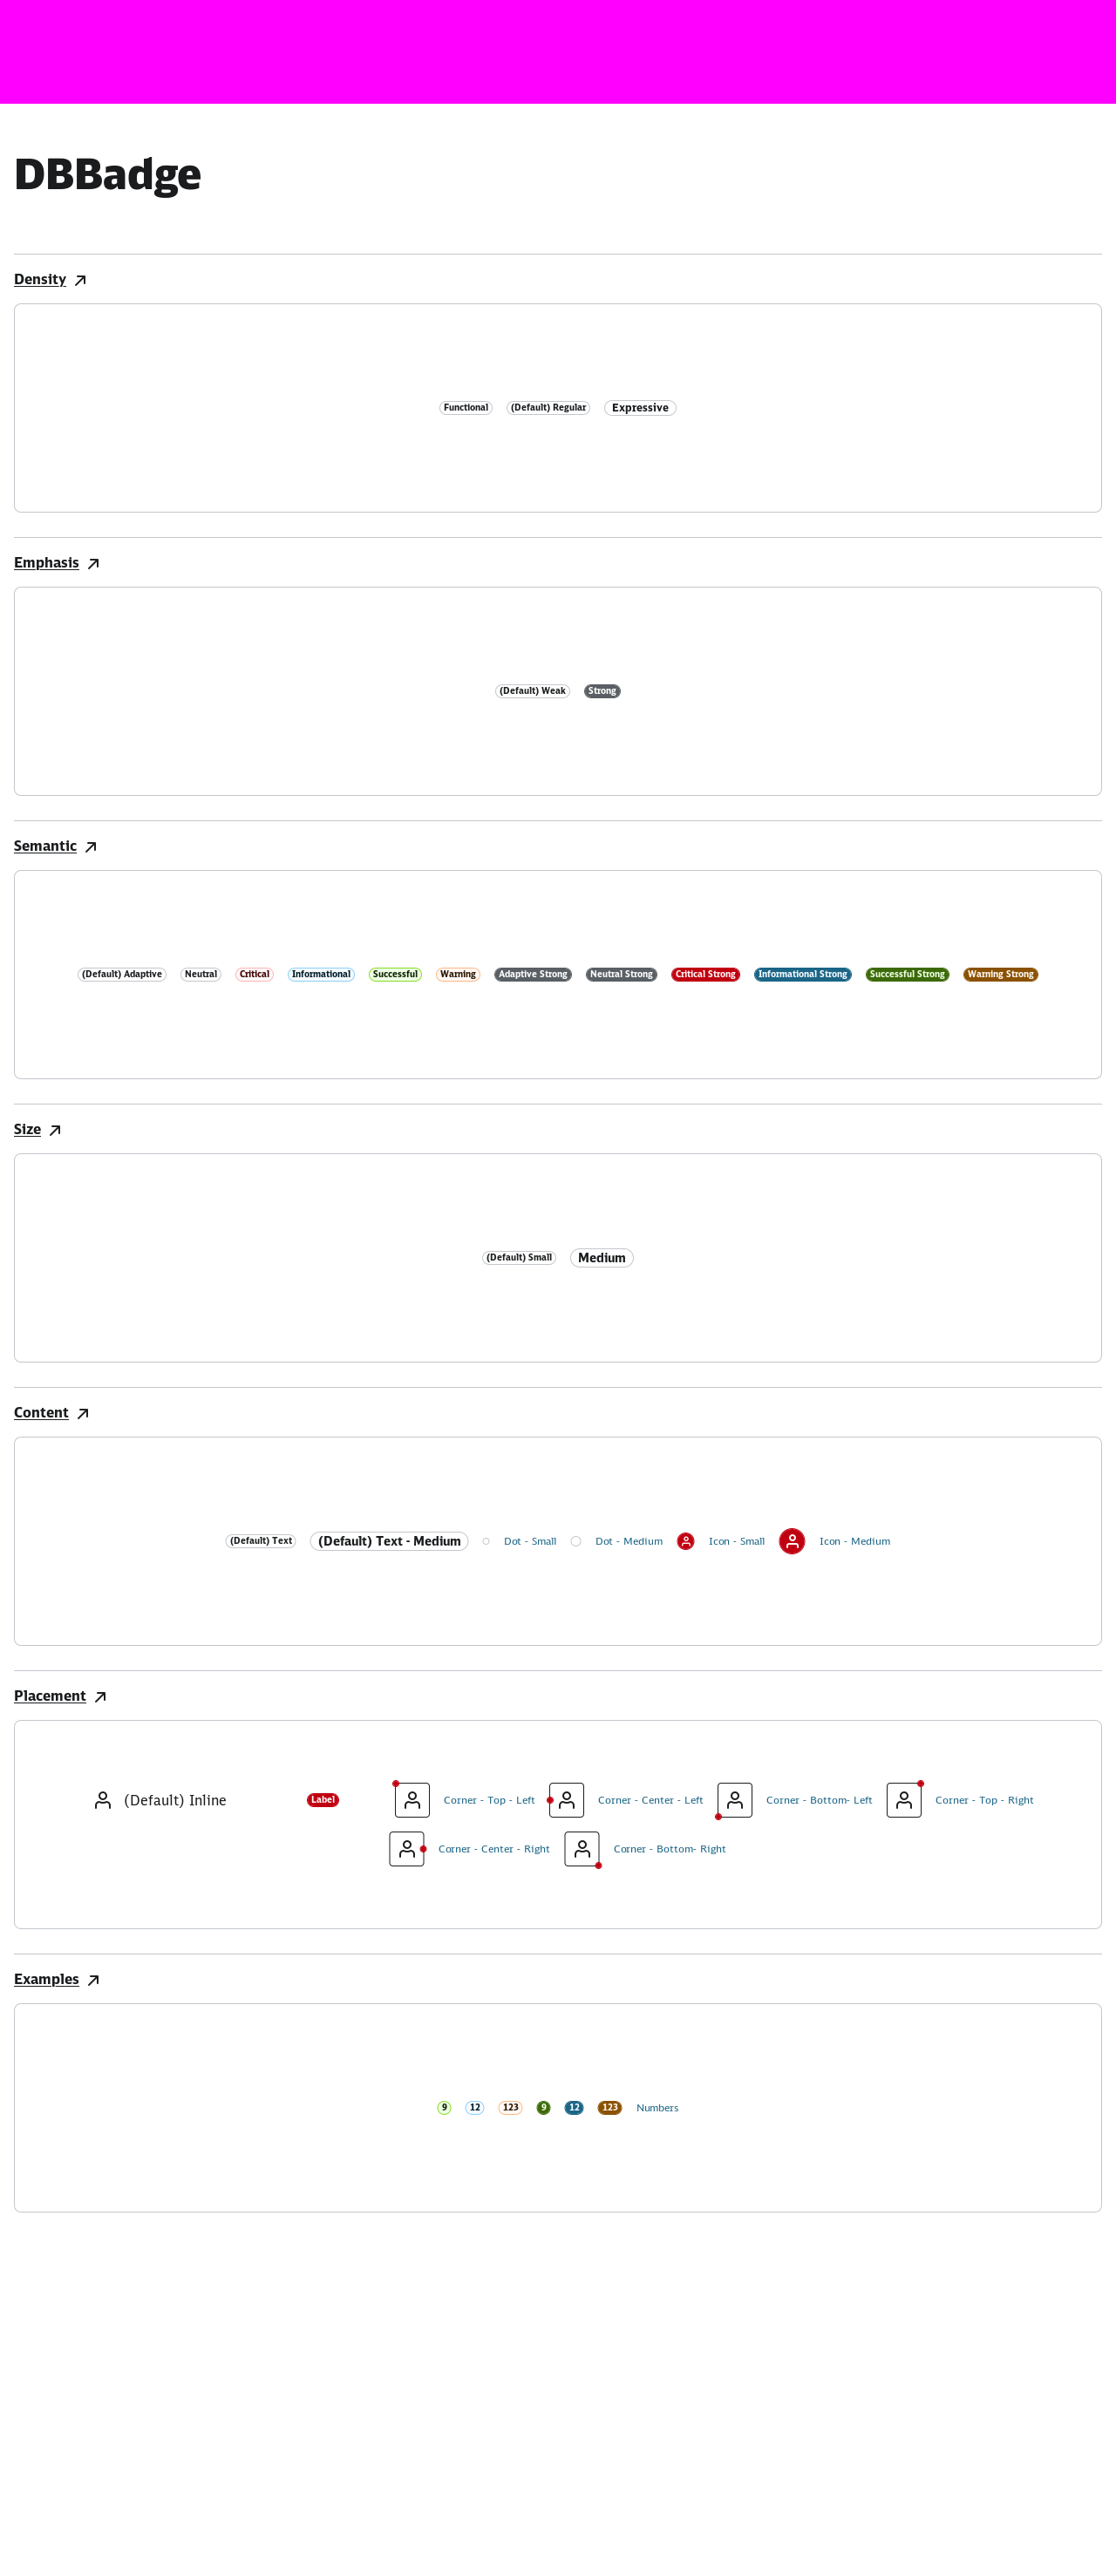 DBBadge
Density
Functional (Default) Regular Expressive
Emphasis
(Default) Weak Strong
Semantic
(Default) Adaptive Neutral Critical Informational Successful Warning Adaptive Strong Neutral Strong Critical Strong Informational Strong Successful Strong Warning Strong
Size
(Default) Small Medium
Content
(Default) Text (Default) Text - Medium Dot - Small Dot - Medium Icon - Small Icon - Medium
Placement
(Default) Inline Label Corner - Top - Left Corner - Center - Left Corner - Bottom- Left Corner - Top - Right
Corner - Center - Right Corner - Bottom- Right
Examples
9 12 123 9 12 123 Numbers